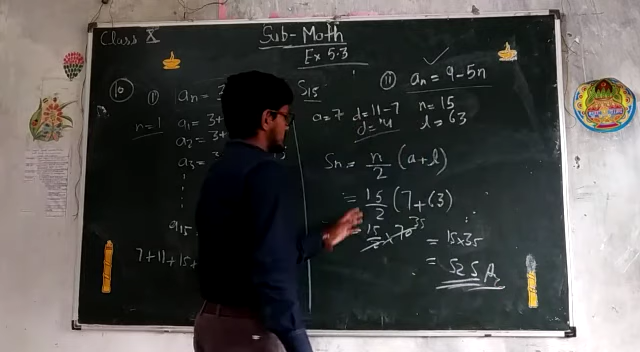 Class X
Sub-Math
Ex 5.3
10 (i) an =
n=1
a1 = 3+
a2 = 3+
a3 = 3
a15
7+11+15+
S15
a=7 d=11-7
d=4
n=15
l=63
(ii) an = 9-5n
Sn = n/2 (a+l)
= 15/2 (7+63)
= 15/2 × 70 35
= 15×35
= 525 A